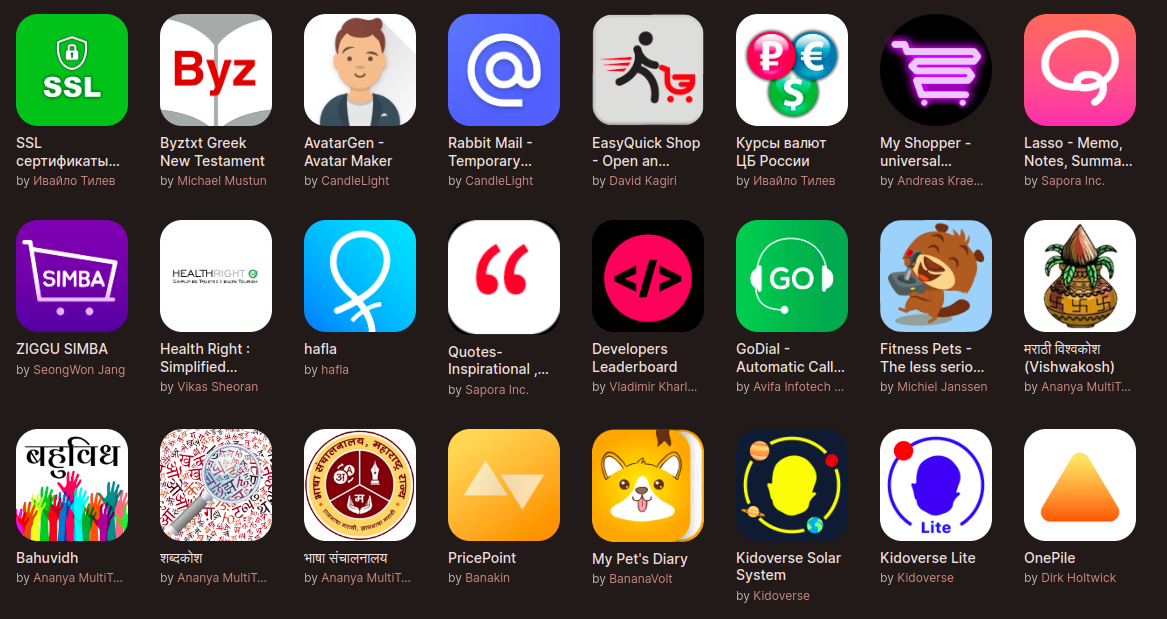 SSL
Byz
SIMBA
HEALTHRIGHT
SIMPLIFIED TRUSTED HEALTH TOURISM
GO
बहुविध
भाषा संचालनालय, महाराष्ट्र राज्य
Lite
SSL
сертификаты...
by Ивайло Тилев
Byztxt Greek
New Testament
by Michael Mustun
AvatarGen -
Avatar Maker
by CandleLight
Rabbit Mail -
Temporary...
by CandleLight
EasyQuick Shop
- Open an...
by David Kagiri
Курсы валют
ЦБ России
by Ивайло Тилев
My Shopper -
universal...
by Andreas Krae...
Lasso - Memo,
Notes, Summa...
by Sapora Inc.
ZIGGU SIMBA
by SeongWon Jang
Health Right :
Simplified...
by Vikas Sheoran
hafla
by hafla
Quotes-
Inspirational ,...
by Sapora Inc.
Developers
Leaderboard
by Vladimir Kharl...
GoDial -
Automatic Call...
by Avifa Infotech ...
Fitness Pets -
The less serio...
by Michiel Janssen
मराठी विश्वकोश
(Vishwakosh)
by Ananya MultiT...
Bahuvidh
by Ananya MultiT...
शब्दकोश
by Ananya MultiT...
भाषा संचालनालय
by Ananya MultiT...
PricePoint
by Banakin
My Pet's Diary
by BananaVolt
Kidoverse Solar
System
by Kidoverse
Kidoverse Lite
by Kidoverse
OnePile
by Dirk Holtwick